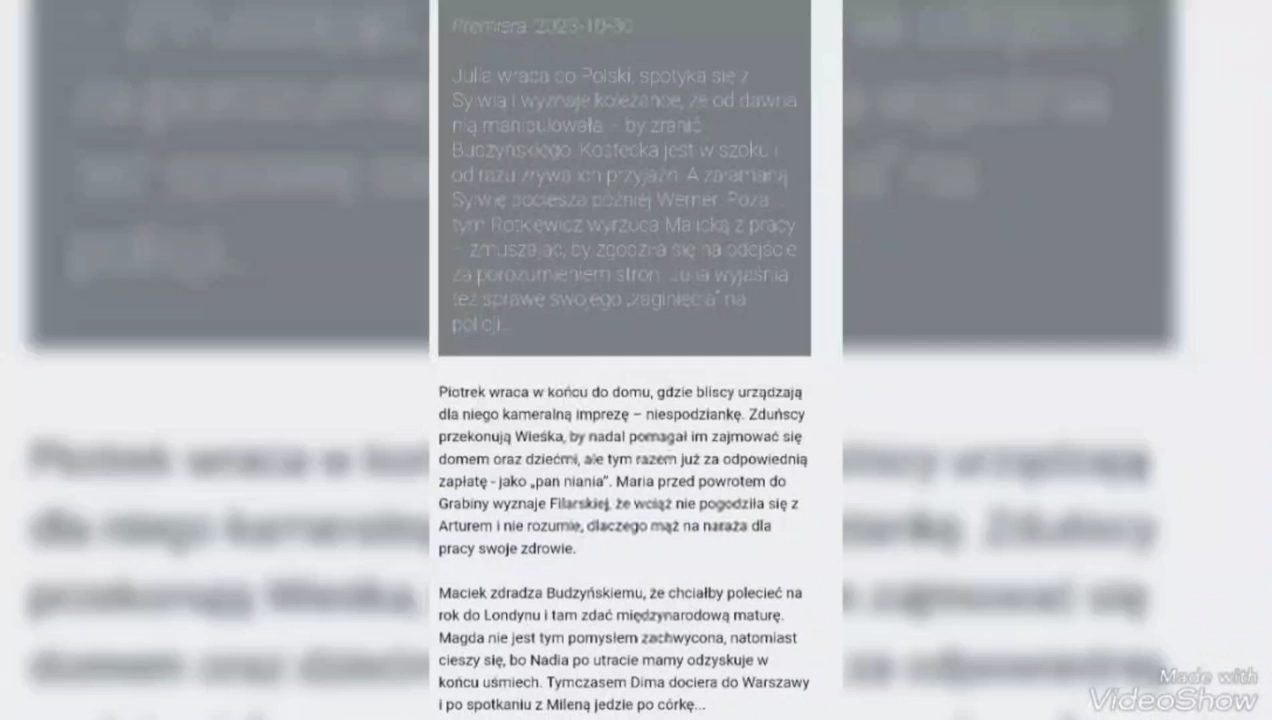 Premiera: 2023-10-30
Julia wraca do Polski, spotyka się z
Sylwią i wyznaje koleżance, że od dawna
nią manipulowała – by zranić
Budzyńskiego. Kostecka jest w szoku i
od razu zrywa ich przyjaźń. A załamaną
Sylwię pociesza później Werner. Poza
tym Rotkiewicz wyrzuca Malicką z pracy
– zmuszając, by zgodziła się na odejście
za porozumieniem stron. Julia wyjaśnia
też sprawę swojego „zaginięcia” na
policji...
Piotrek wraca w końcu do domu, gdzie bliscy urządzają
dla niego kameralną imprezę – niespodziankę. Zduńscy
przekonują Wieśka, by nadal pomagał im zajmować się
domem oraz dziećmi, ale tym razem już za odpowiednią
zapłatę - jako „pan niania”. Maria przed powrotem do
Grabiny wyznaje Filarskiej, że wciąż nie pogodziła się z
Arturem i nie rozumie, dlaczego mąż na naraża dla
pracy swoje zdrowie.
Maciek zdradza Budzyńskiemu, że chciałby polecieć na
rok do Londynu i tam zdać międzynarodową maturę.
Magda nie jest tym pomysłem zachwycona, natomiast
cieszy się, bo Nadia po utracie mamy odzyskuje w
końcu uśmiech. Tymczasem Dima dociera do Warszawy
i po spotkaniu z Mileną jedzie po córkę...
Made with
VideoShow